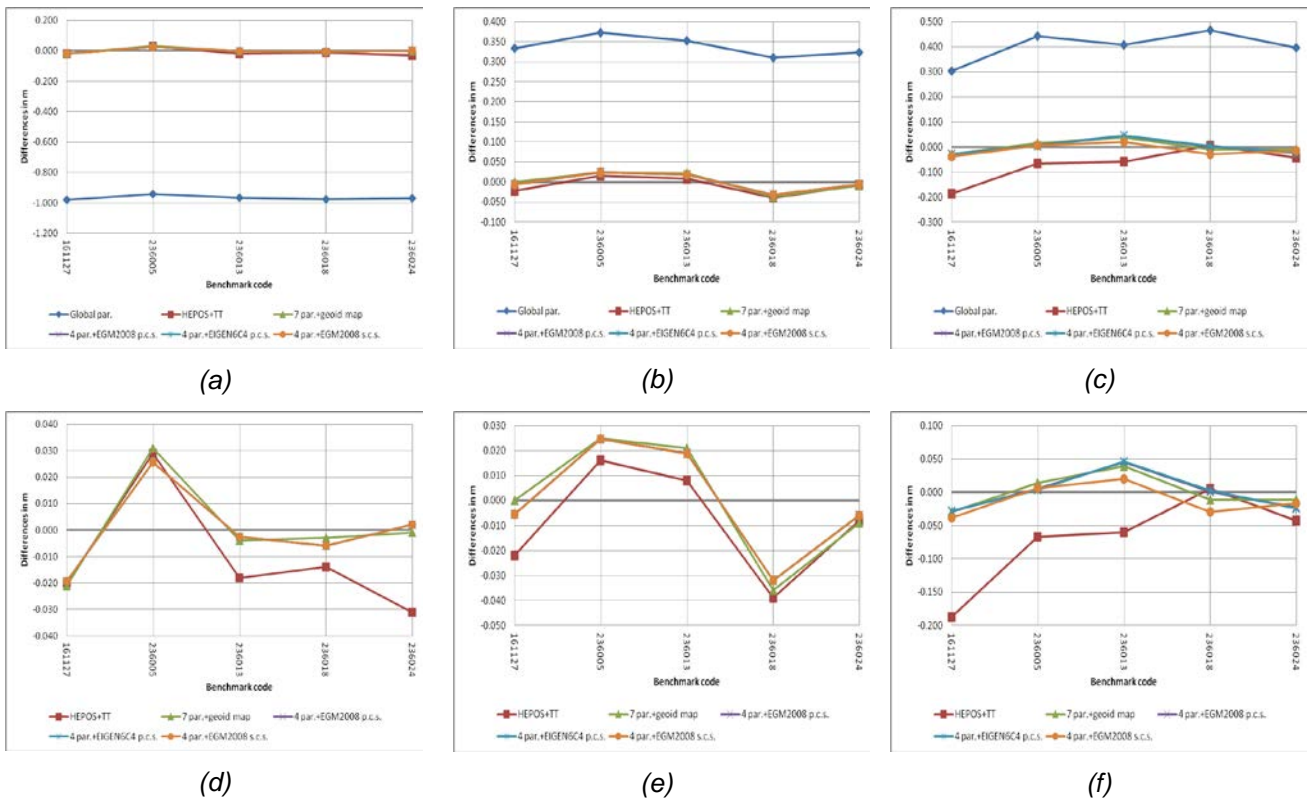 0.200
0.000
-0.200
-0.400
-0.600
-0.800
-1.000
-1.200
Differences in m
161127
236005
236013
236018
236024
Benchmark code
Global par. HEPOS+TT 7 par.+geoid map
4 par.+EGM2008 p.c.s. 4 par.+EIGEN6C4 p.c.s. 4 par.+EGM2008 s.c.s.
(a)
0.400
0.350
0.300
0.250
0.200
0.150
0.100
0.050
0.000
-0.050
-0.100
Differences in m
161127
236005
236013
236018
236024
Benchmark code
Global par. HEPOS+TT 7 par.+geoid map
4 par.+EGM2008 p.c.s. 4 par.+EIGEN6C4 p.c.s. 4 par.+EGM2008 s.c.s.
(b)
0.500
0.400
0.300
0.200
0.100
0.000
-0.100
-0.200
-0.300
Differences in m
161127
236005
236013
236018
236024
Benchmark code
Global par. HEPOS+TT 7 par.+geoid map
4 par.+EGM2008 p.c.s. 4 par.+EIGEN6C4 p.c.s. 4 par.+EGM2008 s.c.s.
(c)
0.040
0.030
0.020
0.010
0.000
-0.010
-0.020
-0.030
-0.040
Differences in m
161127
236005
236013
236018
236024
Benchmark code
HEPOS+TT 7 par.+geoid map 4 par.+EGM2008 p.c.s.
4 par.+EIGEN6C4 p.c.s. 4 par.+EGM2008 s.c.s.
(d)
0.030
0.020
0.010
0.000
-0.010
-0.020
-0.030
-0.040
-0.050
Differences in m
161127
236005
236013
236018
236024
Benchmark code
HEPOS+TT 7 par.+geoid map 4 par.+EGM2008 p.c.s.
4 par.+EIGEN6C4 p.c.s. 4 par.+EGM2008 s.c.s.
(e)
0.100
0.050
0.000
-0.050
-0.100
-0.150
-0.200
Differences in m
161127
236005
236013
236018
236024
Benchmark code
HEPOS+TT 7 par.+geoid map 4 par.+EGM2008 p.c.s.
4 par.+EIGEN6C4 p.c.s. 4 par.+EGM2008 s.c.s.
(f)